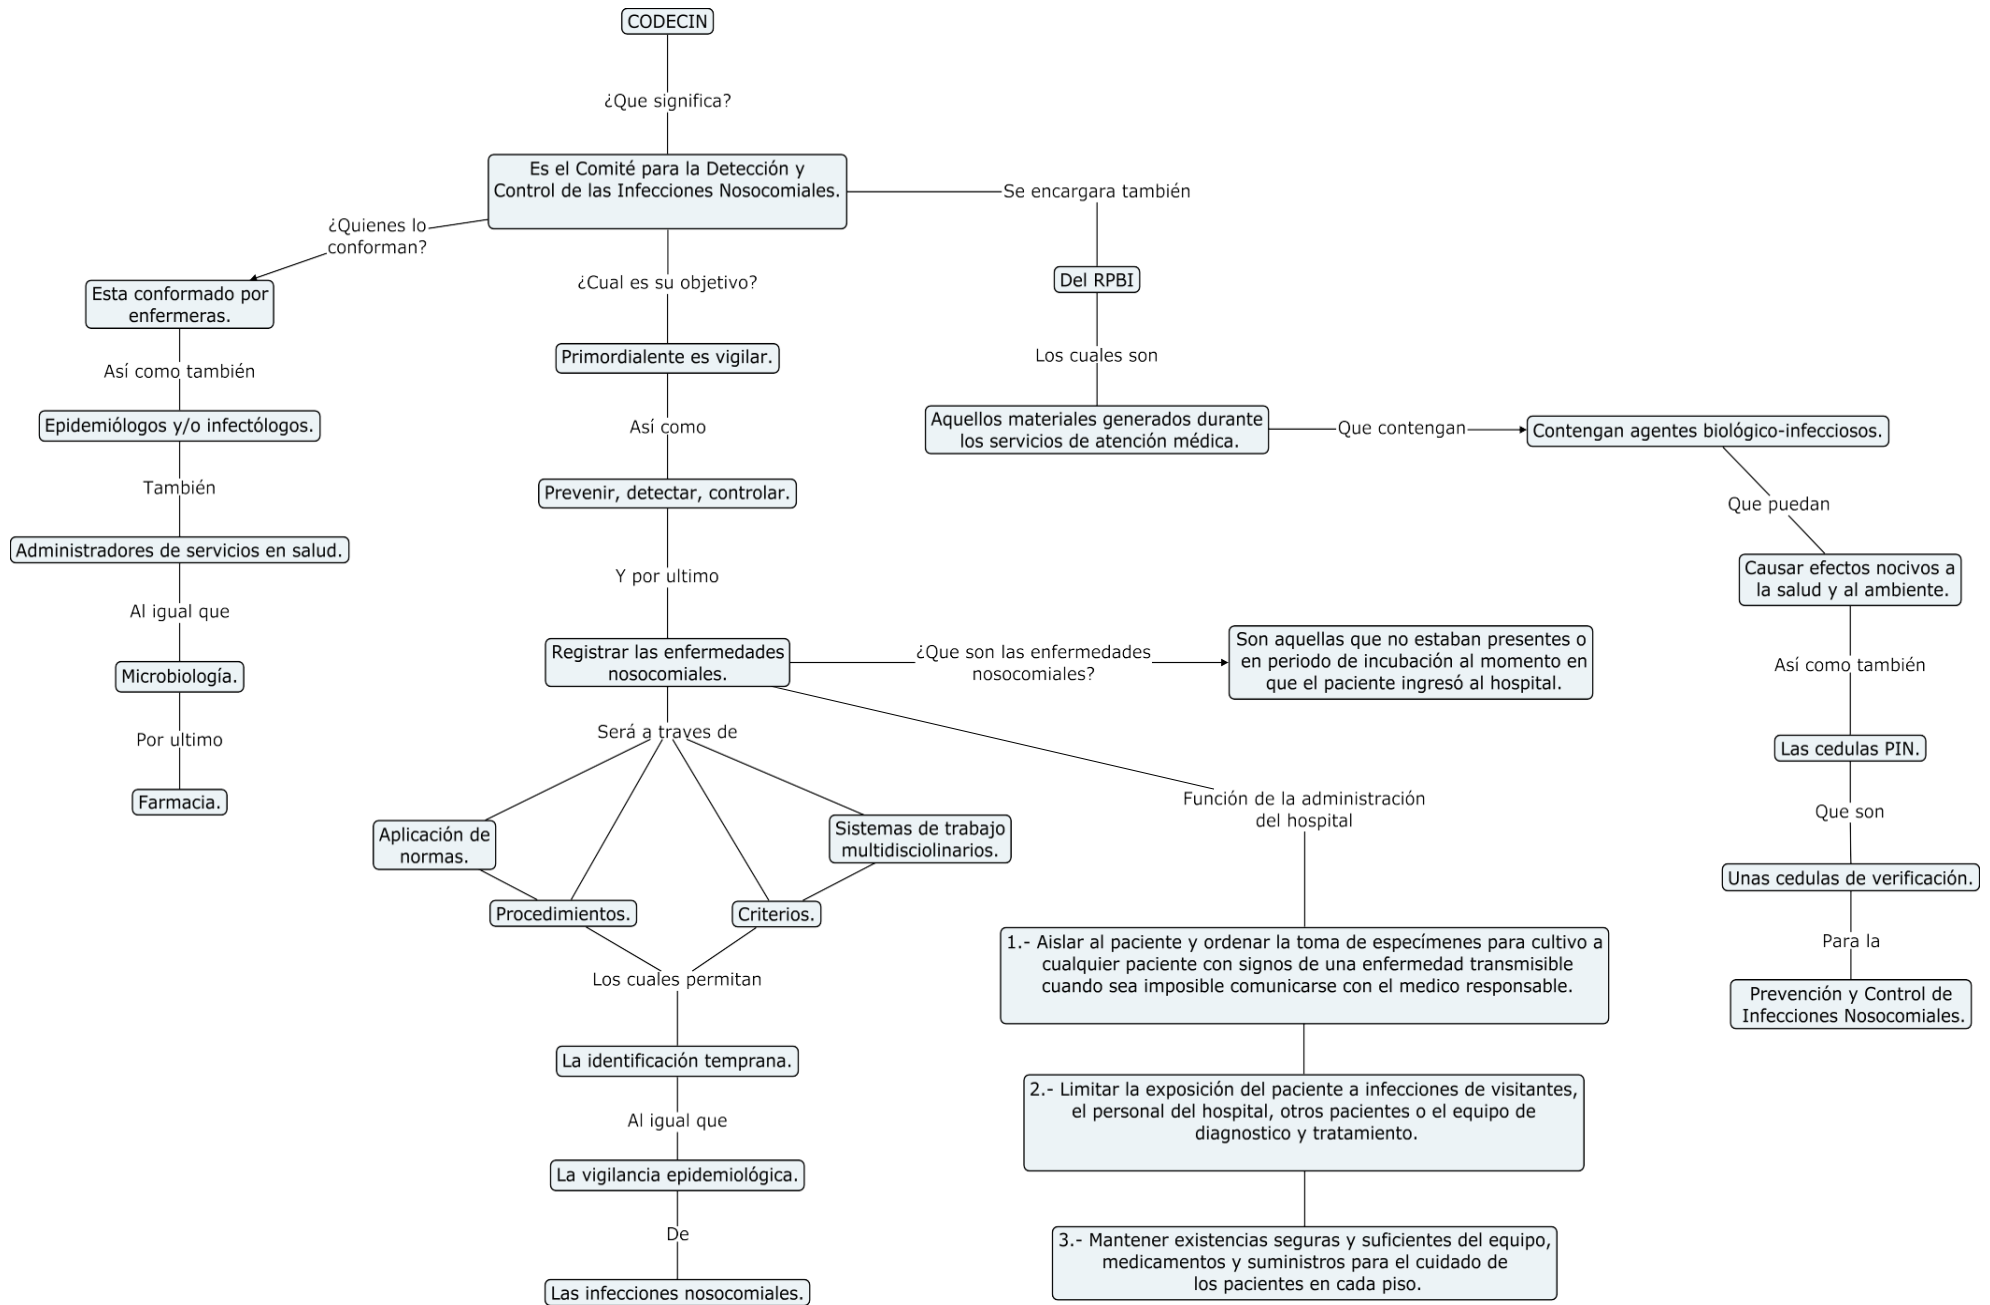 CODECIN
¿Que significa?
Es el Comité para la Detección y
Control de las Infecciones Nosocomiales.
¿Quienes lo
conforman?
Esta conformado por
enfermeras.
Así como también
Epidemiólogos y/o infectólogos.
También
Administradores de servicios en salud.
Al igual que
Microbiología.
Por ultimo
Farmacia.
¿Cual es su objetivo?
Primordialente es vigilar.
Así como
Prevenir, detectar, controlar.
Y por ultimo
Registrar las enfermedades
nosocomiales.
¿Que son las enfermedades
nosocomiales?
Son aquellas que no estaban presentes o
en periodo de incubación al momento en
que el paciente ingresó al hospital.
Será a traves de
Aplicación de
normas.
Procedimientos.
Criterios.
Sistemas de trabajo
multidisciolinarios.
Los cuales permitan
La identificación temprana.
Al igual que
La vigilancia epidemiológica.
De
Las infecciones nosocomiales.
Función de la administración
del hospital
1.- Aislar al paciente y ordenar la toma de especímenes para cultivo a
cualquier paciente con signos de una enfermedad transmisible
cuando sea imposible comunicarse con el medico responsable.
2.- Limitar la exposición del paciente a infecciones de visitantes,
el personal del hospital, otros pacientes o el equipo de
diagnostico y tratamiento.
3.- Mantener existencias seguras y suficientes del equipo,
medicamentos y suministros para el cuidado de
los pacientes en cada piso.
Se encargara también
Del RPBI
Los cuales son
Aquellos materiales generados durante
los servicios de atención médica.
Que contengan
Contengan agentes biológico-infecciosos.
Que puedan
Causar efectos nocivos a
la salud y al ambiente.
Así como también
Las cedulas PIN.
Que son
Unas cedulas de verificación.
Para la
Prevención y Control de
Infecciones Nosocomiales.